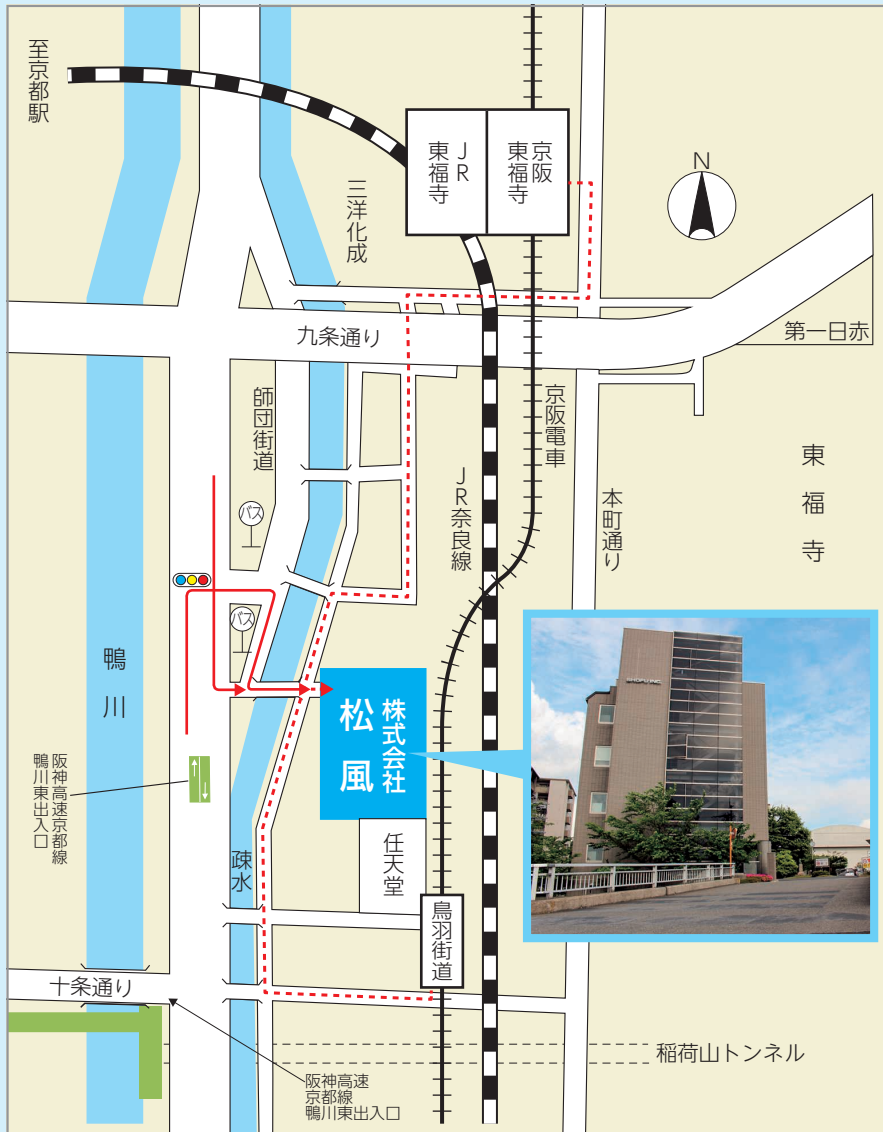 至京都駅
JR
東福寺
京阪
東福寺
三洋化成
N
九条通り
第一日赤
師団街道
京阪電車
東福寺
JR奈良線
本町通り
バス
バス
鴨川
株式会社
松風
SHOFU INC.
阪神高速京都線
鴨川東出入口
任天堂
疎水
鳥羽街道
十条通り
稲荷山トンネル
阪神高速
京都線
鴨川東出入口